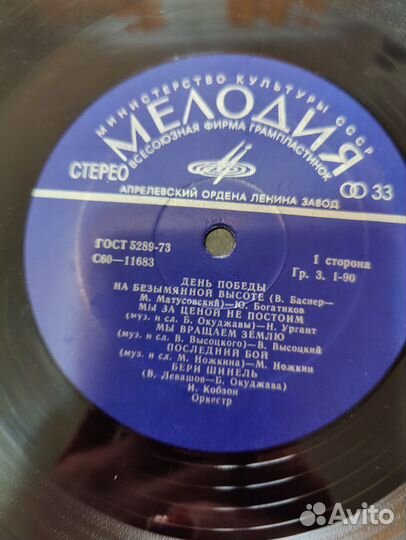 МИНИСТЕРСТВО КУЛЬТУРЫ СССР
МЕЛОДИЯ
ВСЕСОЮЗНАЯ ФИРМА ГРАМПЛАСТИНОК
СТЕРЕО
33
АПРЕЛЕВСКИЙ ОРДЕНА ЛЕНИНА ЗАВОД
ГОСТ 5289-73
С60—11683
1 сторона
Гр. 3. 1-90
ДЕНЬ ПОБЕДЫ
НА БЕЗЫМЯННОЙ ВЫСОТЕ (В. Баснер—
М. Матусовский)—Ю. Богатиков
МЫ ЗА ЦЕНОЙ НЕ ПОСТОИМ
(муз. и сл. Б. Окуджавы)—Н. Ургант
МЫ ВРАЩАЕМ ЗЕМЛЮ
(муз. и сл. В. Высоцкого)—В. Высоцкий
ПОСЛЕДНИЙ БОЙ
(муз. и сл. М. Ножкина)—М. Ножкин
БЕРИ ШИНЕЛЬ
(В. Левашов—Б. Окуджава)
И. Кобзон
Оркестр
Avito